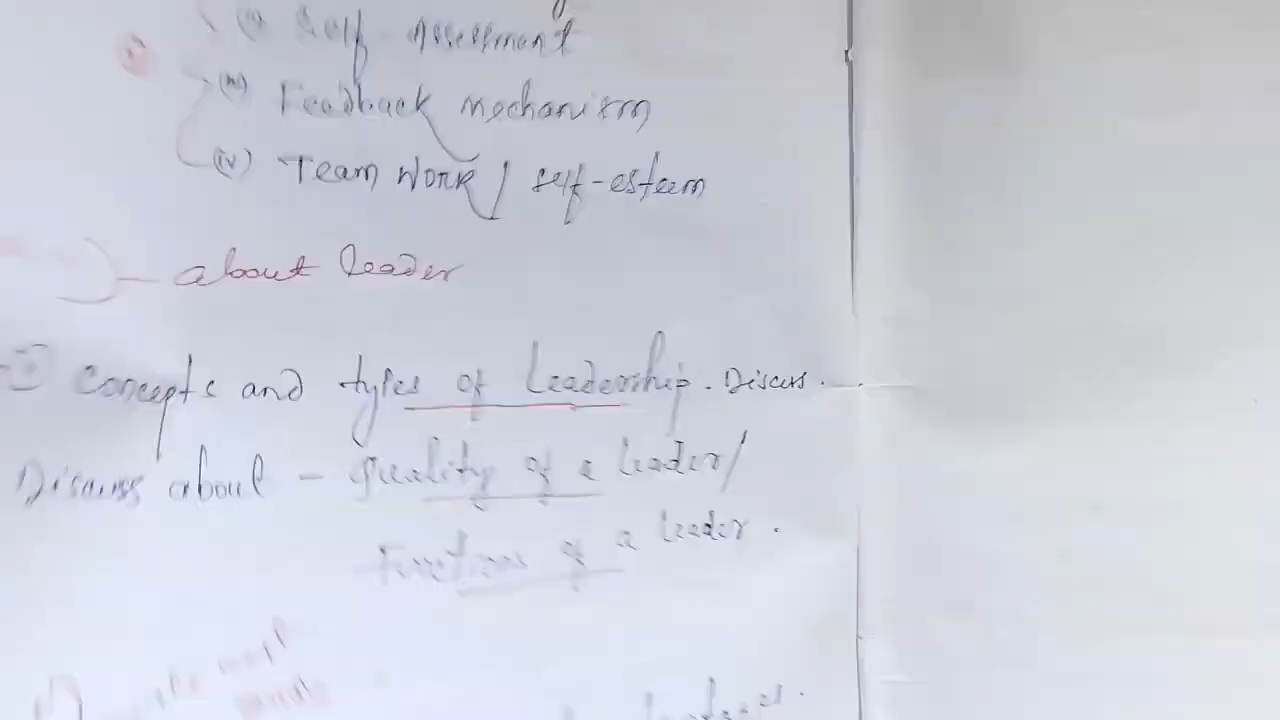 (ii) Self-Assessment
(iii) Feedback mechanism
(iv) Team Work / self-esteem
about leader
Concepts and types of Leadership. Discuss.
Discuss about - Quality of a leader/
Functions of a leader.